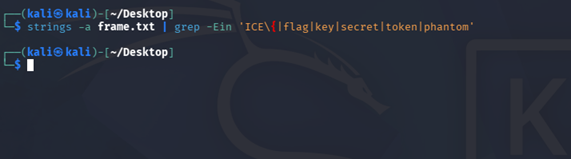 ┌──(kali㉿kali)-[~/Desktop]
└─$ strings -a frame.txt | grep -Ein 'ICE\{|flag|key|secret|token|phantom'
┌──(kali㉿kali)-[~/Desktop]
└─$
K